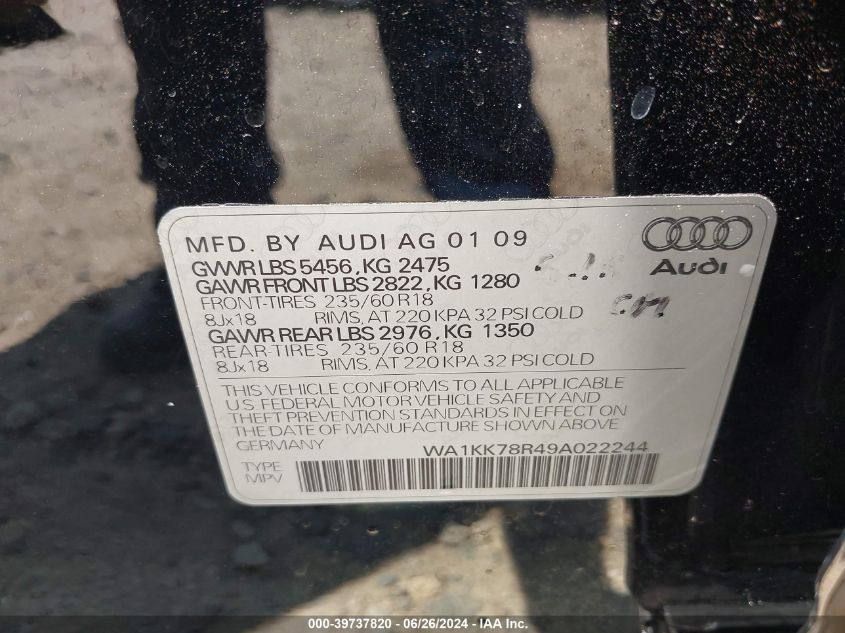 MFD. BY AUDI AG 01 09
GVWR LBS 5456, KG 2475
GAWR FRONT LBS 2822, KG 1280
FRONT-TIRES 235/60 R18
8Jx18 RIMS, AT 220 KPA 32 PSI COLD
GAWR REAR LBS 2976, KG 1350
REAR-TIRES 235/60 R18
8Jx18 RIMS, AT 220 KPA 32 PSI COLD
Audi
THIS VEHICLE CONFORMS TO ALL APPLICABLE
U.S FEDERAL MOTOR VEHICLE SAFETY AND
THEFT PREVENTION STANDARDS IN EFFECT ON
THE DATE OF MANUFACTURE SHOWN ABOVE
GERMANY WA1KK78R49A022244
TYPE
MPV
000-39737820 - 06/26/2024 - IAA Inc.